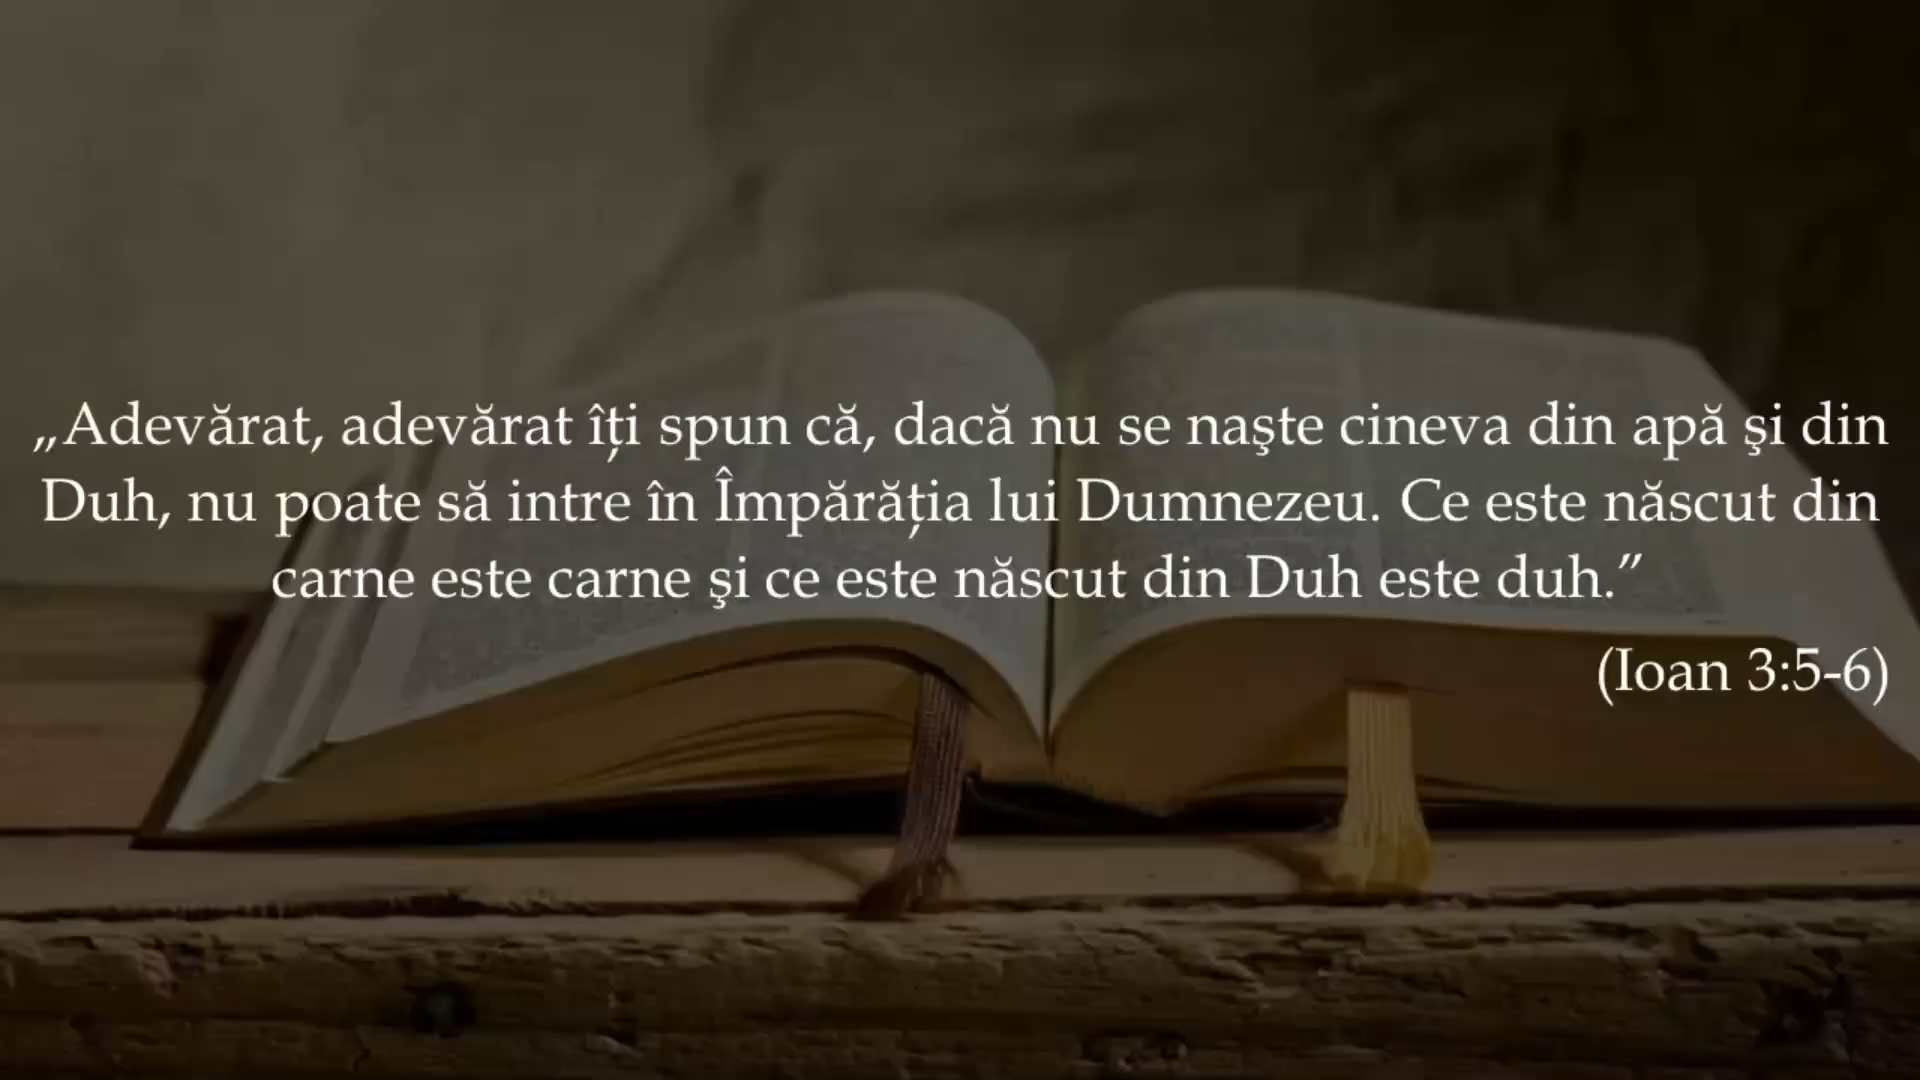 „Adevărat, adevărat îți spun că, dacă nu se naşte cineva din apă şi din
Duh, nu poate să intre în Împărăția lui Dumnezeu. Ce este născut din
carne este carne şi ce este născut din Duh este duh.”
(Ioan 3:5-6)